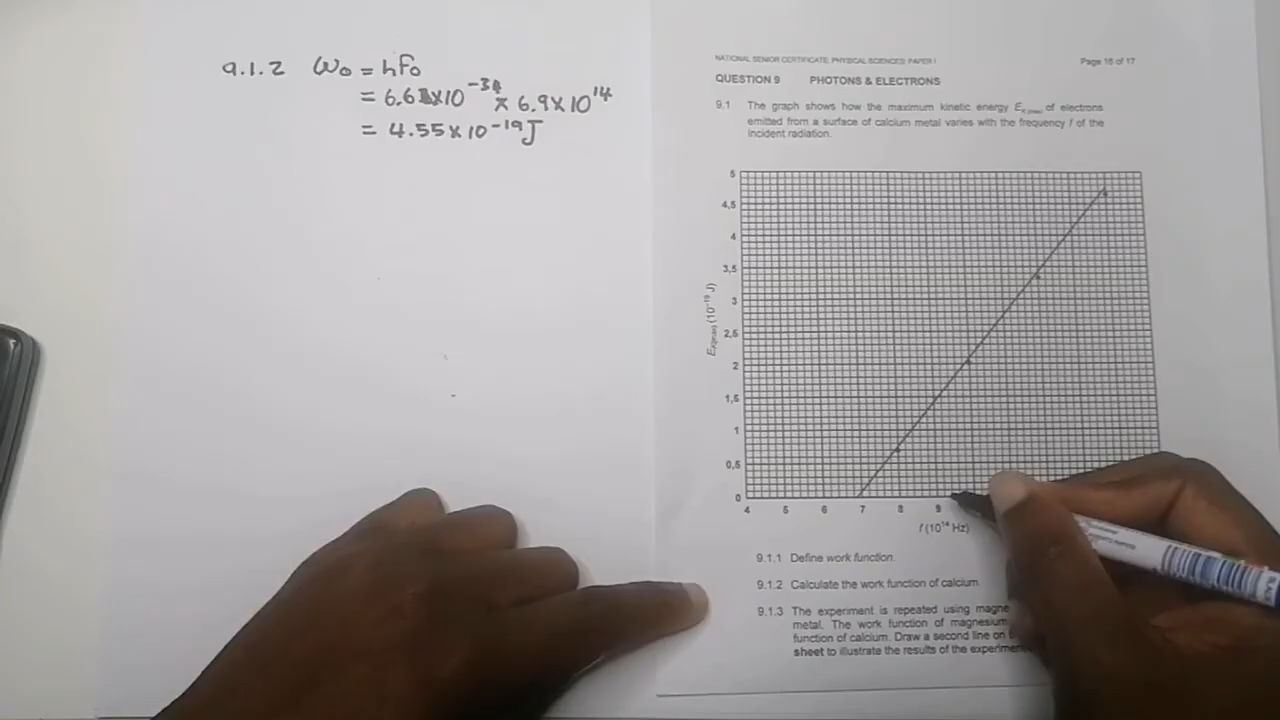 9.1.2 W₀ = hf₀
= 6.6 × 10⁻³⁴ × 6.9 × 10¹⁴
= 4.55 × 10⁻¹⁹ J
NATIONAL SENIOR CERTIFICATE: PHYSICAL SCIENCES: PAPER I
Page 16 of 17
QUESTION 9 PHOTONS & ELECTRONS
9.1 The graph shows how the maximum kinetic energy E of electrons
emitted from a surface of calcium metal varies with the frequency f of the
incident radiation.
5
4,5
4
3,5
3
2,5
2
1,5
1
0,5
0
(10⁻¹⁹ J)
4 5 6 7 8 9
f (10¹⁴ Hz)
9.1.1 Define work function.
9.1.2 Calculate the work function of calcium.
9.1.3 The experiment is repeated using magne
metal. The work function of magnesium
function of calcium. Draw a second line on
sheet to illustrate the results of the experimen